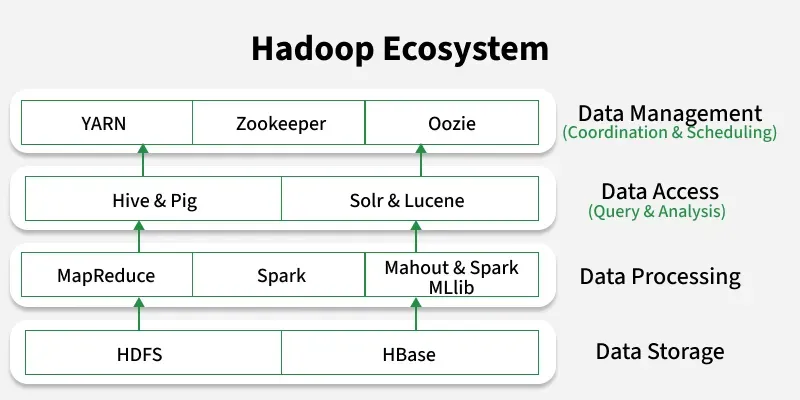 Hadoop Ecosystem
YARN
Zookeeper
Oozie
Data Management
(Coordination & Scheduling)
Hive & Pig
Solr & Lucene
Data Access
(Query & Analysis)
MapReduce
Spark
Mahout & Spark
MLlib
Data Processing
HDFS
HBase
Data Storage